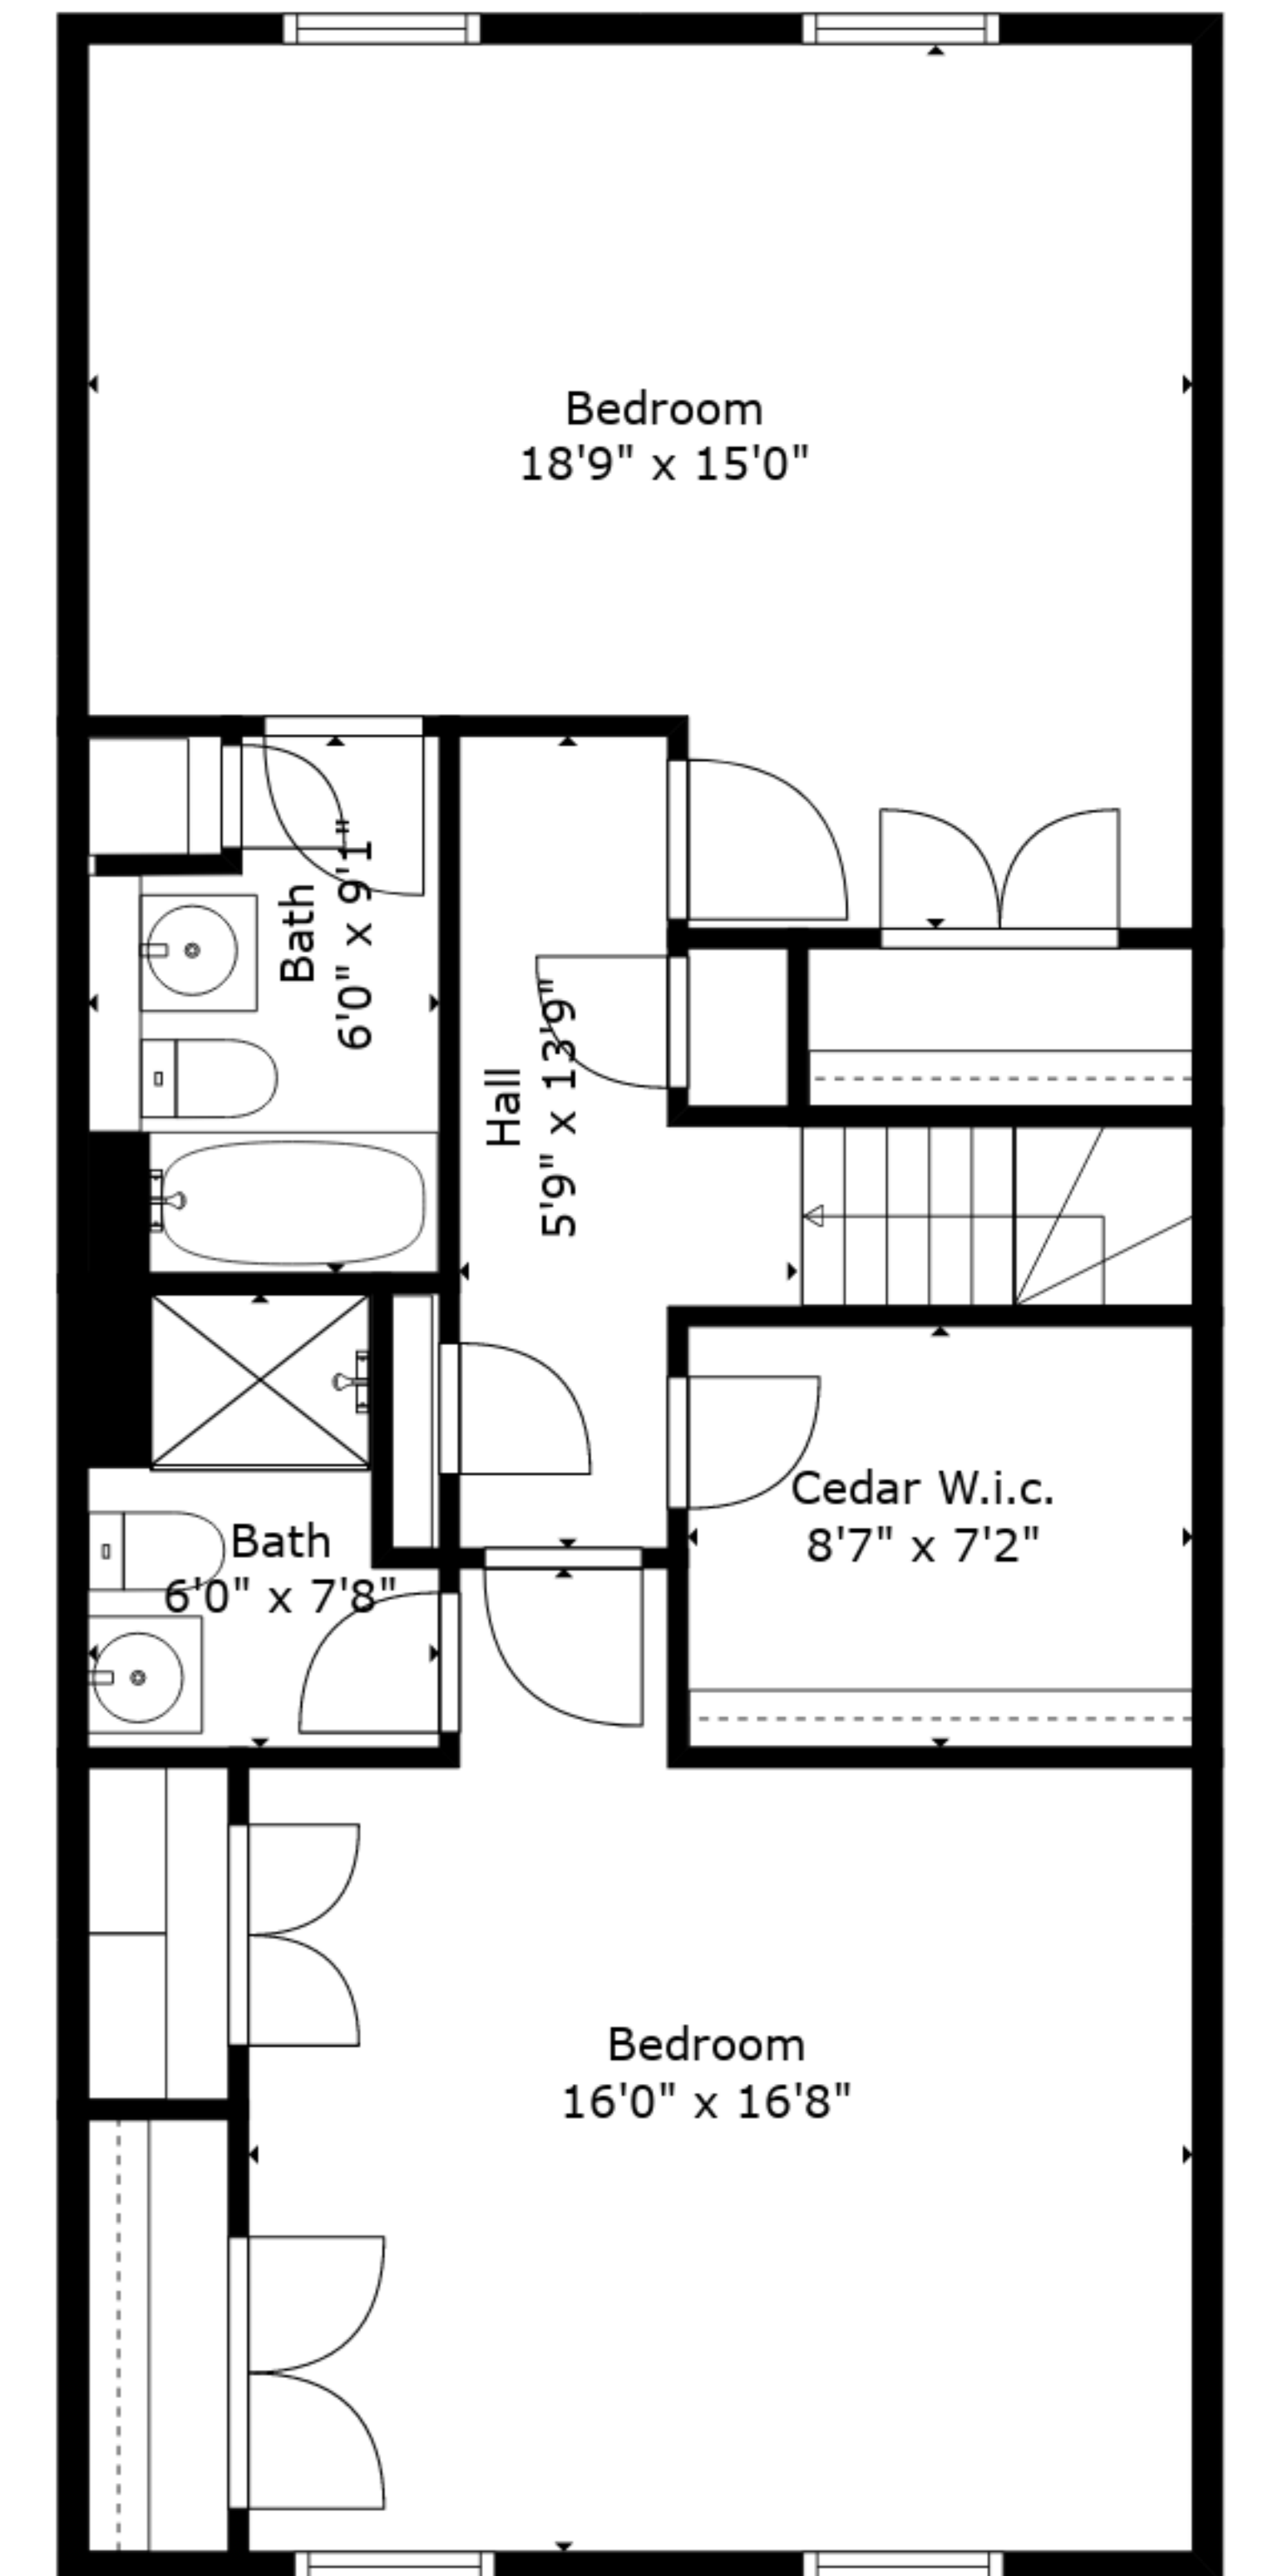 Bedroom
18'9" x 15'0"
Bath
6'0" x 9'1"
Hall
5'9" x 13'9"
Cedar W.i.c.
8'7" x 7'2"
Bath
6'0" x 7'8"
Bedroom
16'0" x 16'8"